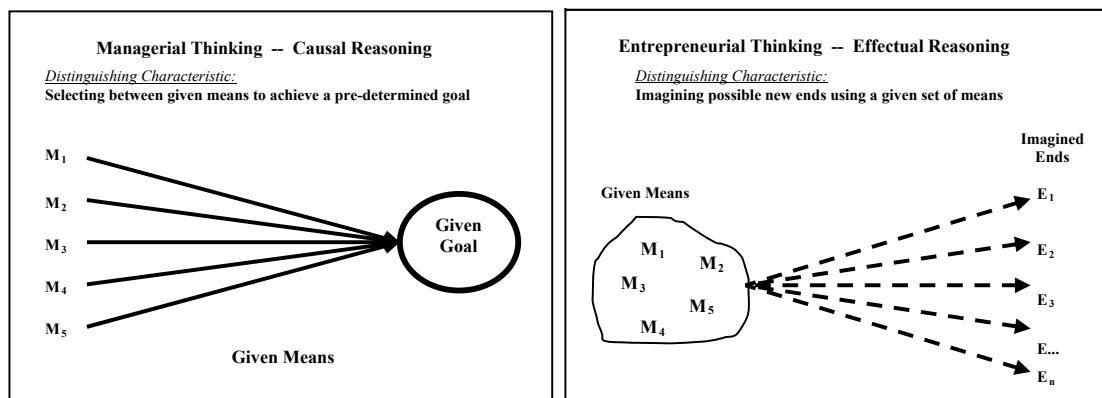 Managerial Thinking -- Causal Reasoning
Distinguishing Characteristic:
Selecting between given means to achieve a pre-determined goal
M1
M2
M3
M4
M5
Given
Goal
Given Means
Entrepreneurial Thinking -- Effectual Reasoning
Distinguishing Characteristic:
Imagining possible new ends using a given set of means
Imagined
Ends
Given Means
M1
M2
M3
M5
M4
E1
E2
E3
E...
En